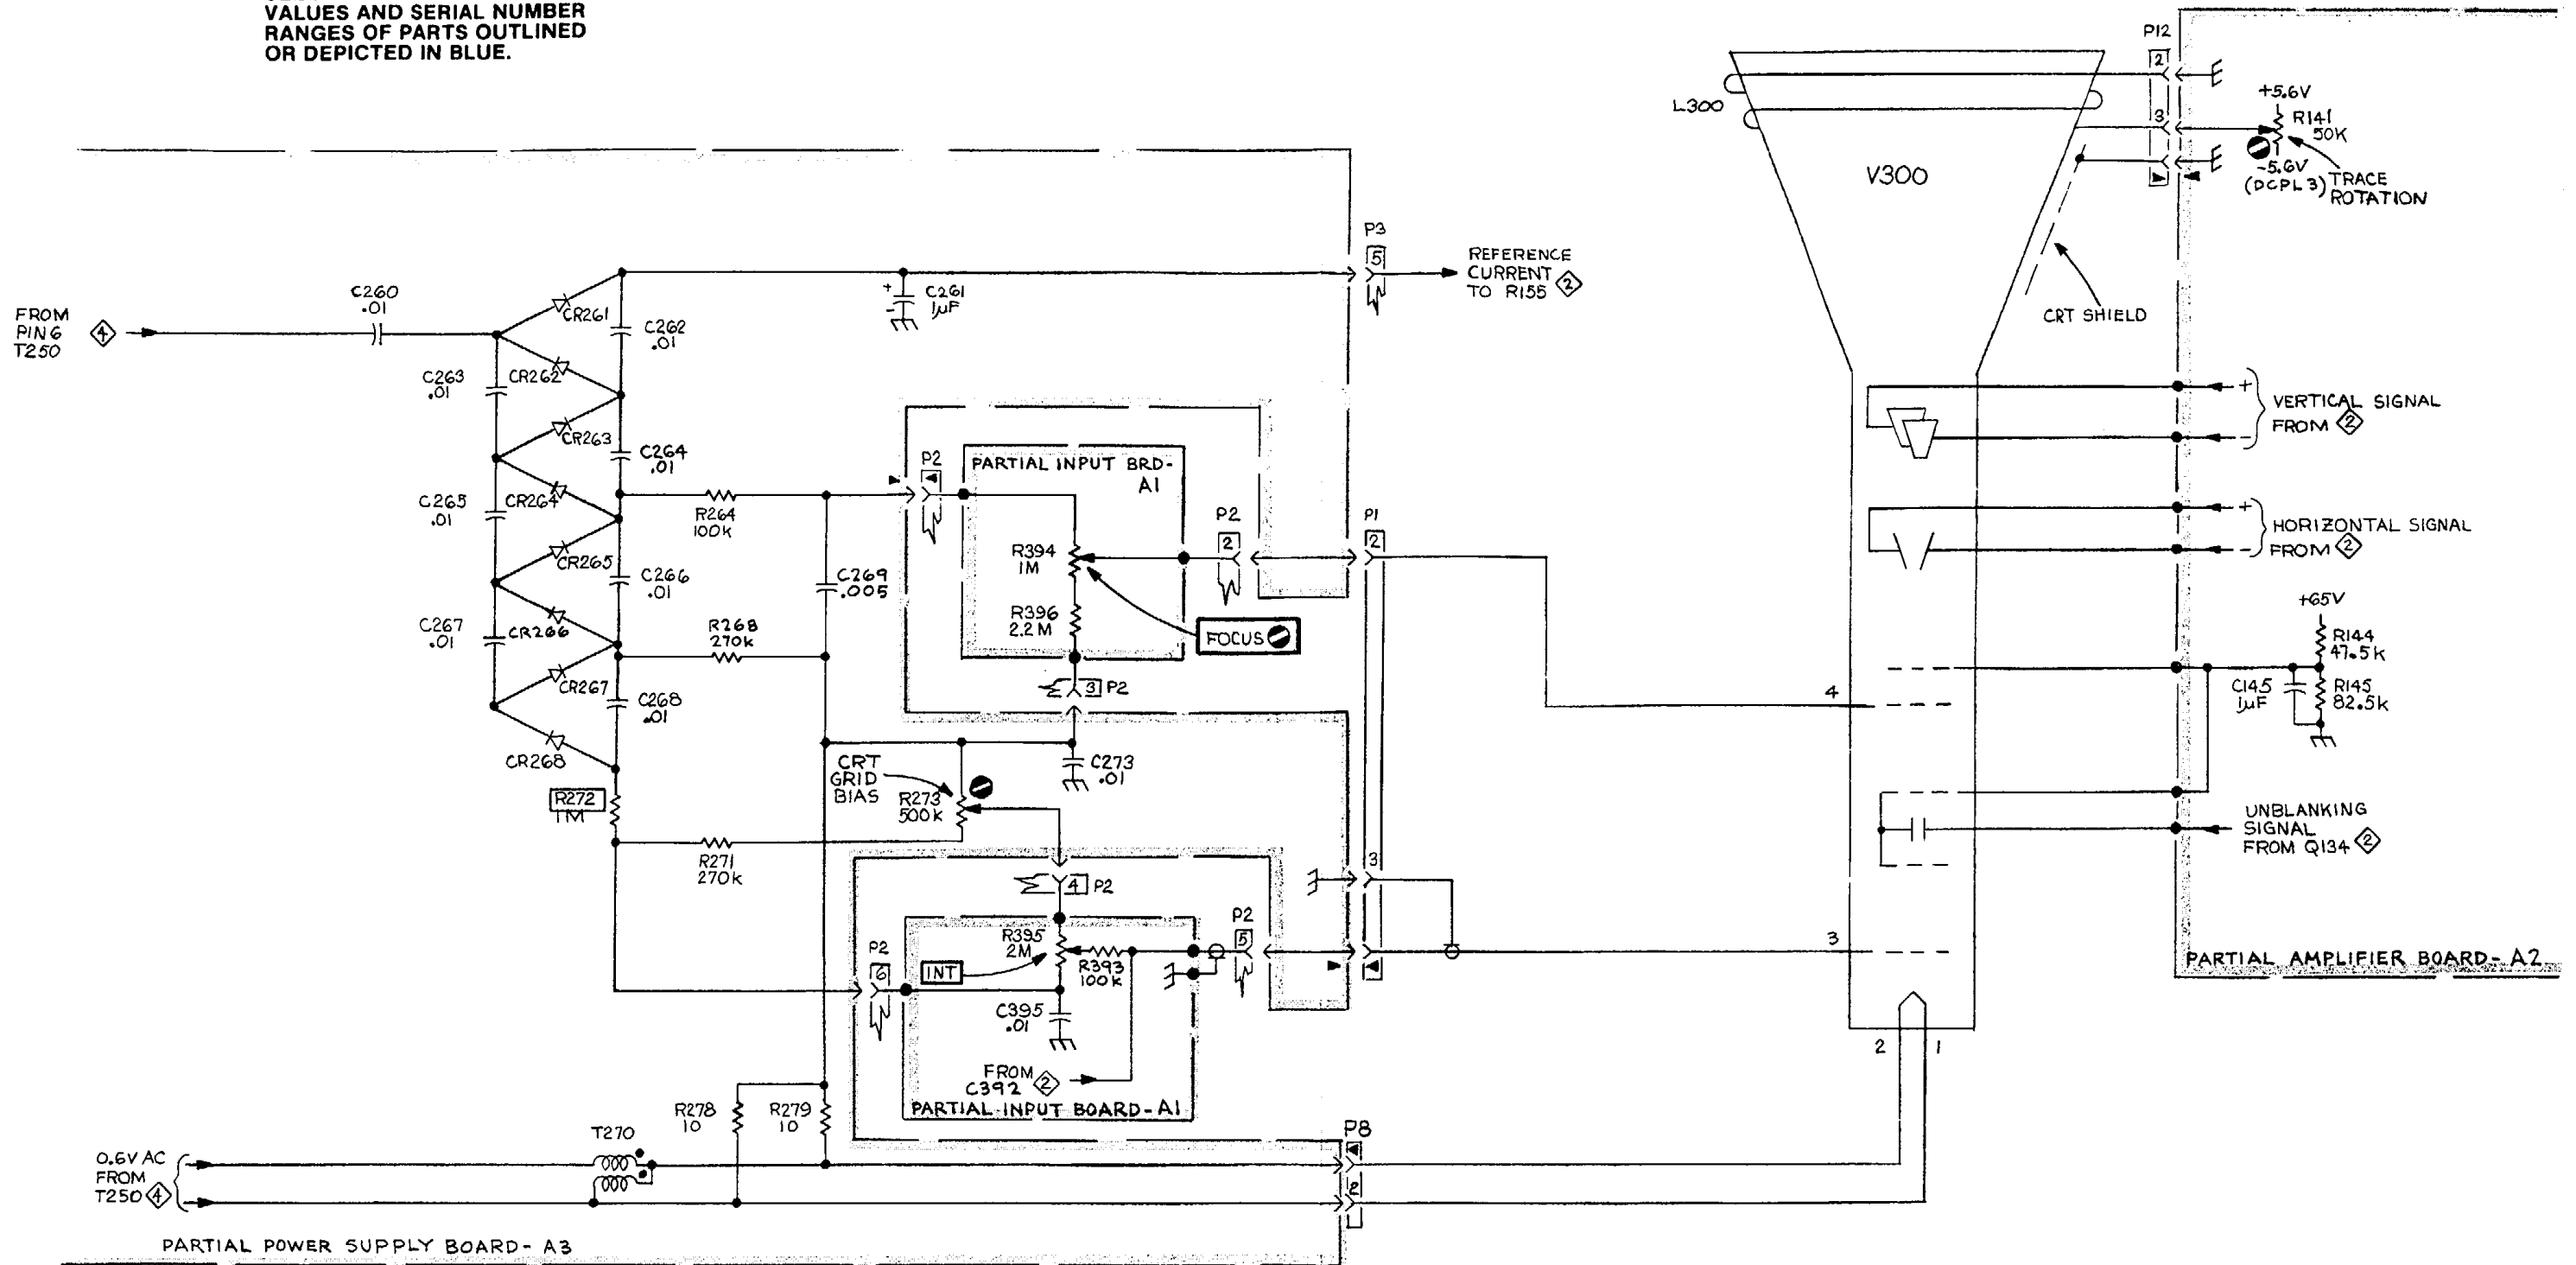 VALUES AND SERIAL NUMBER
RANGES OF PARTS OUTLINED
OR DEPICTED IN BLUE.
P12
2
3
L300
V300
+5.6V
R141
50K
-5.6V
(DCPL 3)
TRACE
ROTATION
CRT SHIELD
FROM
PIN 6
T250
4
C260
.01
CR261
C262
.01
C261
1µF
+
-
P3
5
REFERENCE
CURRENT
TO R155 2
C263
.01
CR262
CR263
C264
.01
C265
.01
CR264
CR265
C266
.01
R264
100K
C267
.01
CR266
CR267
C268
.01
CR268
R268
270K
C269
.005
P2
PARTIAL INPUT BRD-
A1
R394
1M
R396
2.2M
P2
2
FOCUS
3 P2
P1
2
VERTICAL SIGNAL
FROM 2
+
-
HORIZONTAL SIGNAL
FROM 2
+
-
+65V
R144
47.5K
R145
82.5K
C145
1µF
4
UNBLANKING
SIGNAL
FROM Q134 2
CRT
GRID
BIAS
R273
500K
C273
.01
R272
1M
R271
270K
4 P2
3
P2
6
INT
R395
2M
R393
100K
P2
5
C395
.01
FROM
C392 2
PARTIAL INPUT BOARD-A1
3
PARTIAL AMPLIFIER BOARD- A2
2
1
R278
10
R279
10
T270
0.6V AC
FROM
T250 4
P8
2
PARTIAL POWER SUPPLY BOARD- A3